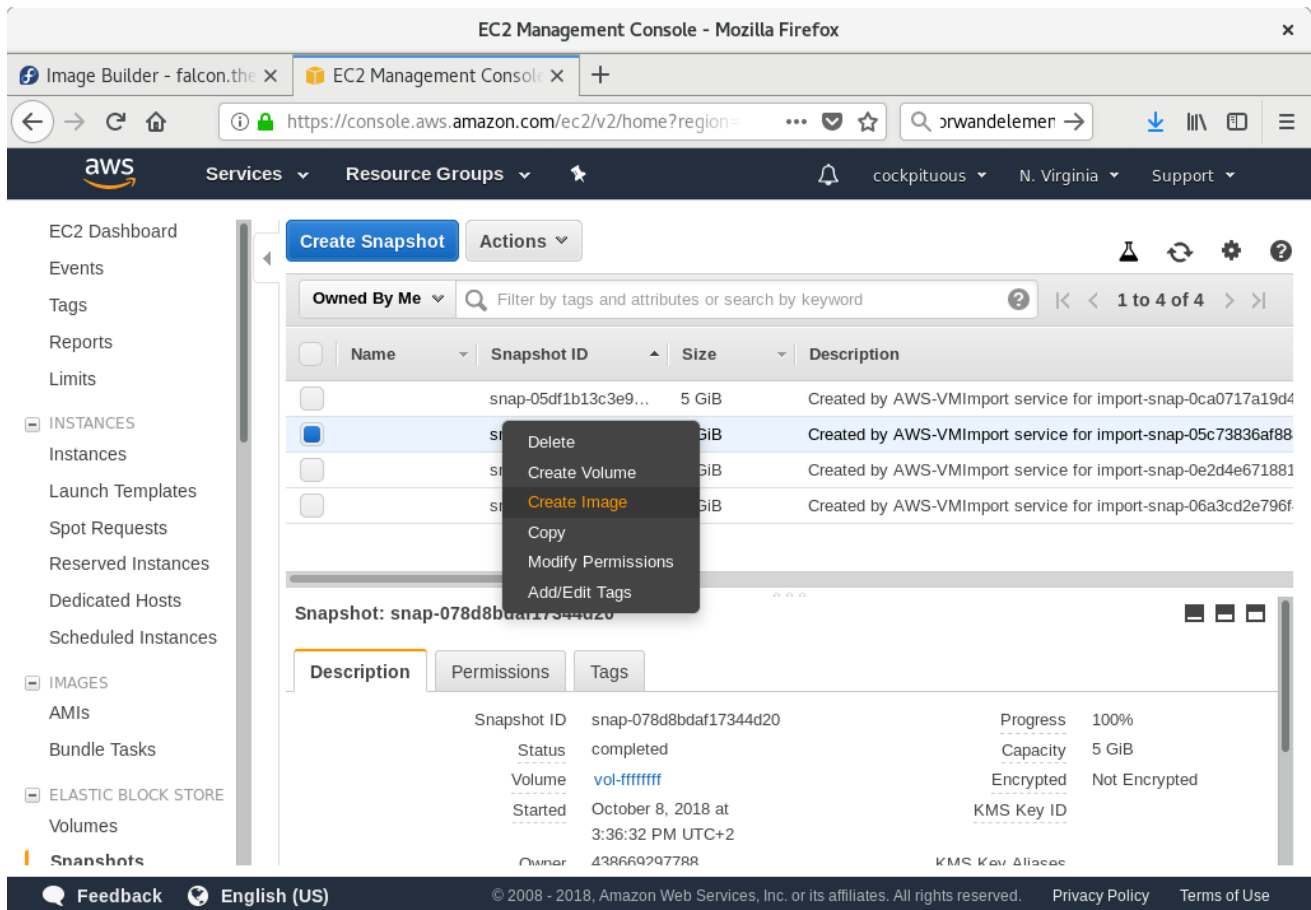 EC2 Management Console - Mozilla Firefox
Image Builder - falcon.the
EC2 Management Console
https://console.aws.amazon.com/ec2/v2/home?region=
orwandelemen
aws
Services
Resource Groups
cockpituous
N. Virginia
Support
EC2 Dashboard
Events
Tags
Reports
Limits
INSTANCES
Instances
Launch Templates
Spot Requests
Reserved Instances
Dedicated Hosts
Scheduled Instances
IMAGES
AMIs
Bundle Tasks
ELASTIC BLOCK STORE
Volumes
Snapshots
Create Snapshot
Actions
Owned By Me
Filter by tags and attributes or search by keyword
1 to 4 of 4
Name Snapshot ID Size Description
snap-05df1b13c3e9... 5 GiB Created by AWS-VMImport service for import-snap-0ca0717a19d4
GiB Created by AWS-VMImport service for import-snap-05c73836af88
GiB Created by AWS-VMImport service for import-snap-0e2d4e671881
GiB Created by AWS-VMImport service for import-snap-06a3cd2e796f
Delete
Create Volume
Create Image
Copy
Modify Permissions
Add/Edit Tags
Snapshot: snap-078d8bdaf17344d20
Description
Permissions
Tags
Snapshot ID snap-078d8bdaf17344d20
Status completed
Volume vol-ffffffff
Started October 8, 2018 at
3:36:32 PM UTC+2
Owner 438669297788
Progress 100%
Capacity 5 GiB
Encrypted Not Encrypted
KMS Key ID
KMS Key Aliases
Feedback
English (US)
© 2008 - 2018, Amazon Web Services, Inc. or its affiliates. All rights reserved.
Privacy Policy
Terms of Use